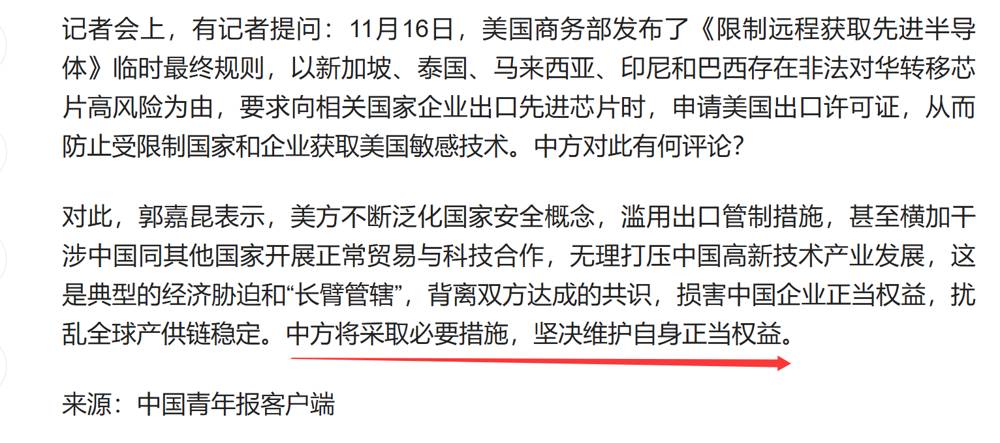 记者会上，有记者提问：11月16日，美国商务部发布了《限制远程获取先进半导
体》临时最终规则，以新加坡、泰国、马来西亚、印尼和巴西存在非法对华转移芯
片高风险为由，要求向相关国家企业出口先进芯片时，申请美国出口许可证，从而
防止受限制国家和企业获取美国敏感技术。中方对此有何评论？
对此，郭嘉昆表示，美方不断泛化国家安全概念，滥用出口管制措施，甚至横加干
涉中国同其他国家开展正常贸易与科技合作，无理打压中国高新技术产业发展，这
是典型的经济胁迫和“长臂管辖”，背离双方达成的共识，损害中国企业正当权益，扰
乱全球产供链稳定。中方将采取必要措施，坚决维护自身正当权益。
来源：中国青年报客户端